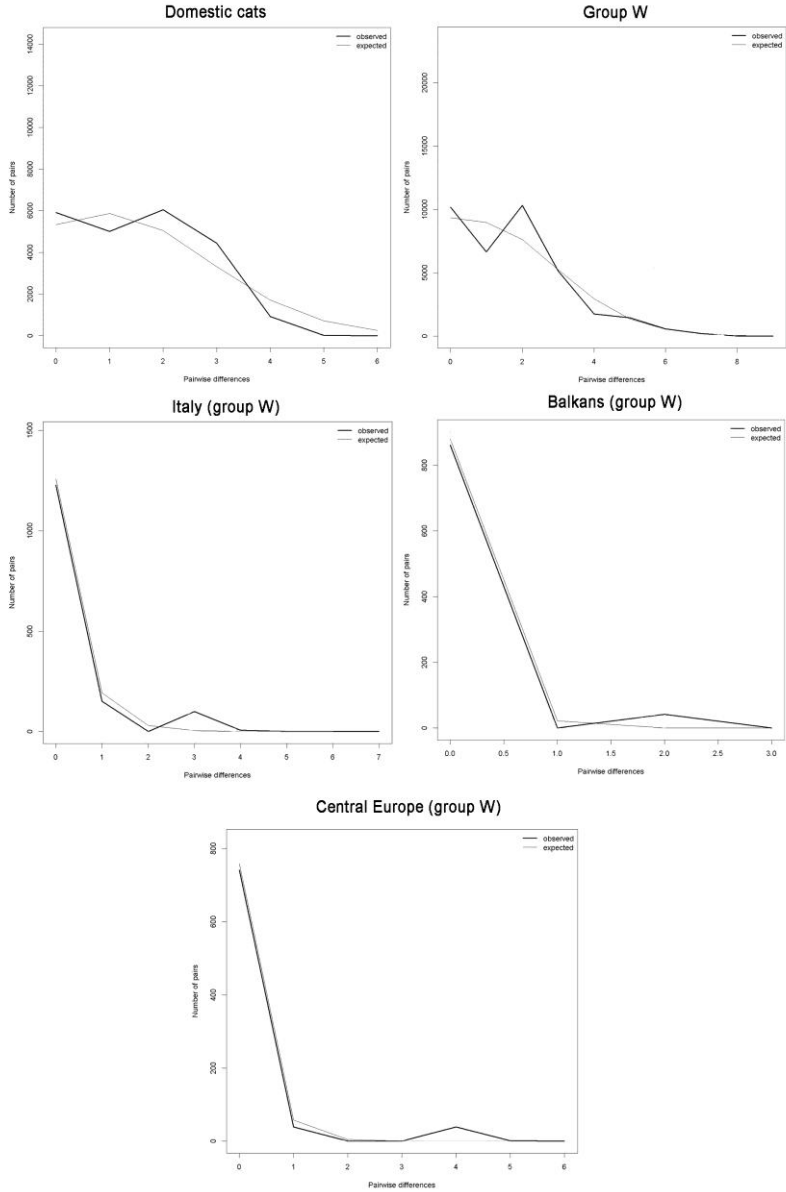 Domestic cats
observed
expected
Number of pairs
14000
12000
10000
8000
6000
4000
2000
0
0 1 2 3 4 5 6
Pairwise differences
Group W
observed
expected
Number of pairs
20000
15000
10000
5000
0
0 2 4 6 8
Pairwise differences
Italy (group W)
observed
expected
Number of pairs
1500
1000
500
0
0 1 2 3 4 5 6 7
Pairwise differences
Balkans (group W)
observed
expected
Number of pairs
800
600
400
200
0
0.0 0.5 1.0 1.5 2.0 2.5 3.0
Pairwise differences
Central Europe (group W)
observed
expected
Number of pairs
800
600
400
200
0
0 1 2 3 4 5 6
Pairwise differences